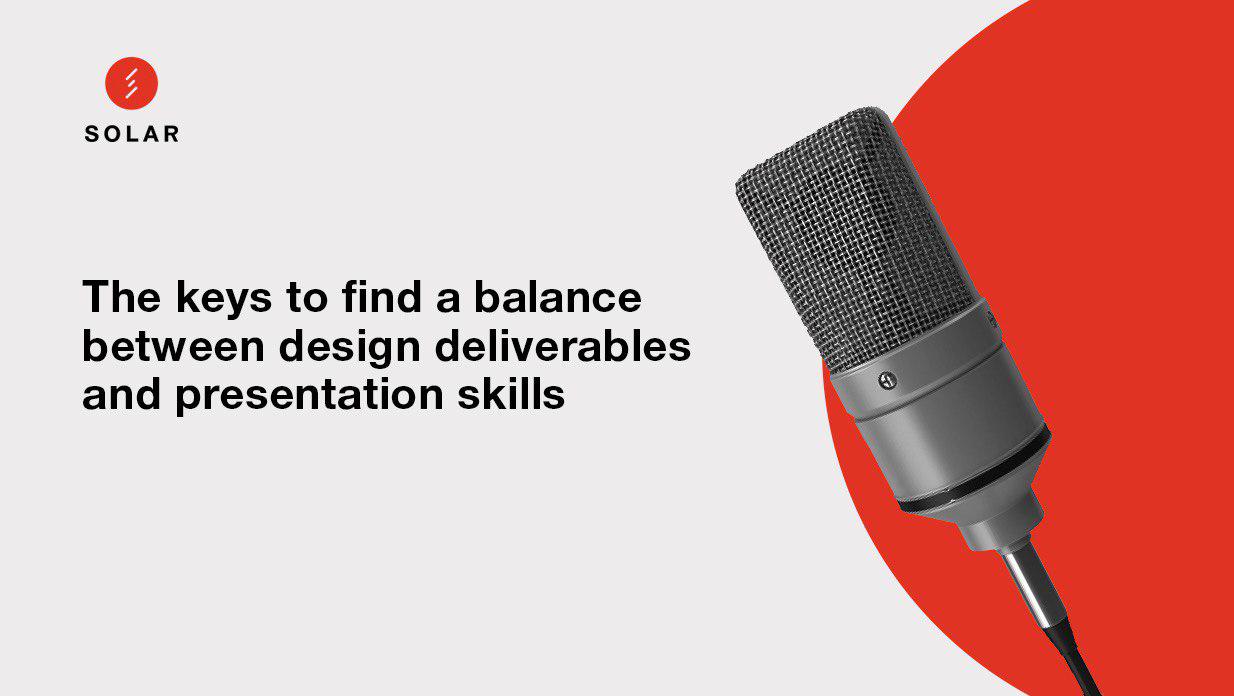 SOLAR
The keys to find a balance
between design deliverables
and presentation skills